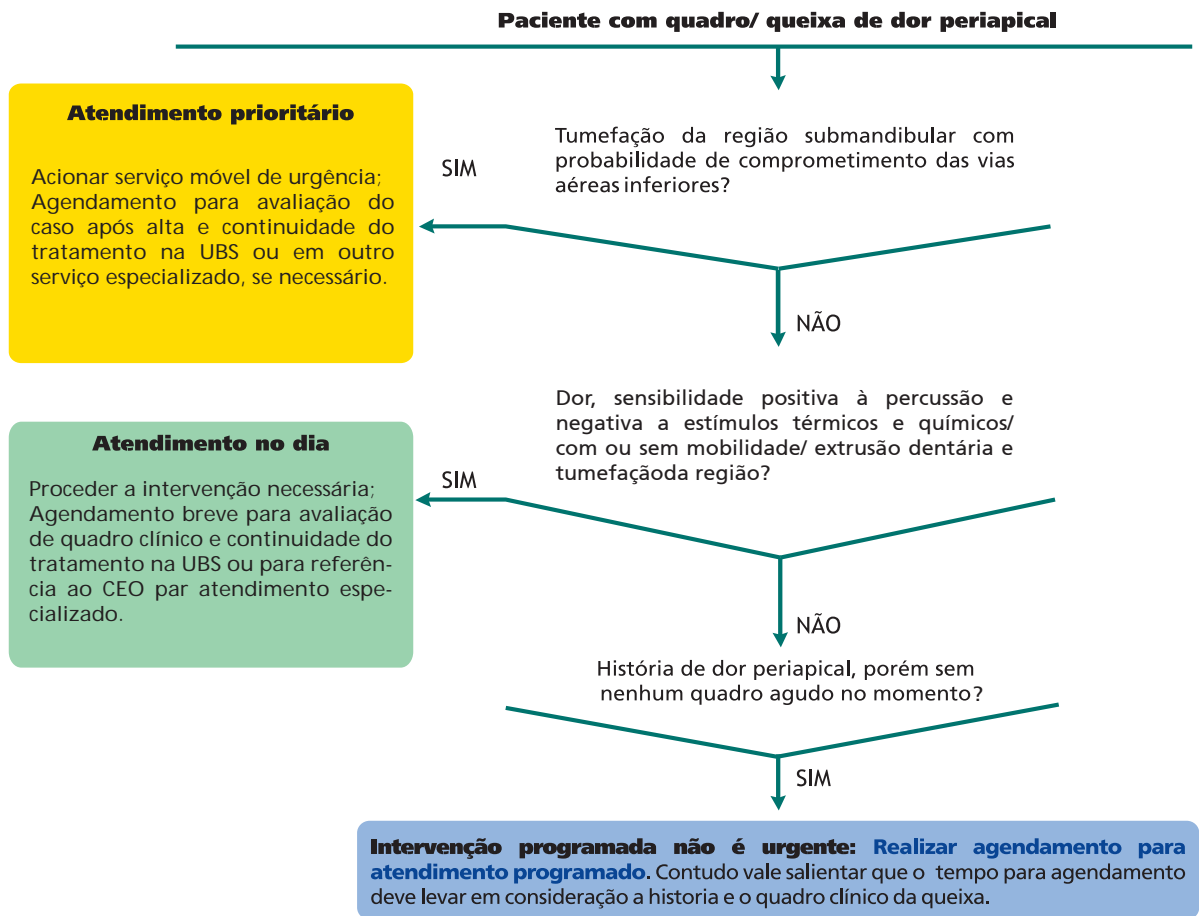 Paciente com quadro/ queixa de dor periapical
Atendimento prioritário
Acionar serviço móvel de urgência;
Agendamento para avaliação do
caso após alta e continuidade do
tratamento na UBS ou em outro
serviço especializado, se necessário.
SIM
Tumefação da região submandibular com
probabilidade de comprometimento das vias
aéreas inferiores?
NÃO
Atendimento no dia
Proceder a intervenção necessária;
Agendamento breve para avaliação
de quadro clínico e continuidade do
tratamento na UBS ou para referên-
cia ao CEO par atendimento espe-
cializado.
SIM
Dor, sensibilidade positiva à percussão e
negativa a estímulos térmicos e químicos/
com ou sem mobilidade/ extrusão dentária e
tumefaçãoda região?
NÃO
História de dor periapical, porém sem
nenhum quadro agudo no momento?
SIM
Intervenção programada não é urgente: Realizar agendamento para
atendimento programado. Contudo vale salientar que o tempo para agendamento
deve levar em consideração a historia e o quadro clínico da queixa.